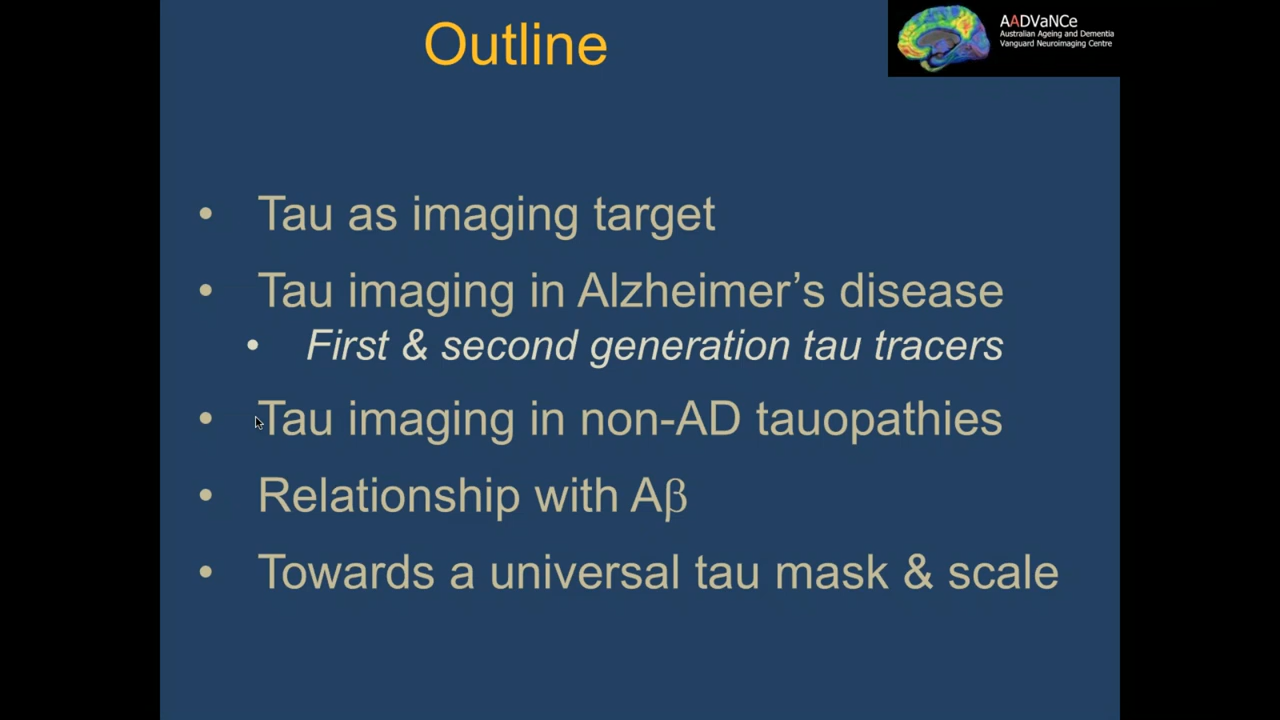 Outline
AADVaNCe
Australian Ageing and Dementia
Vanguard Neuroimaging Centre
• Tau as imaging target
• Tau imaging in Alzheimer’s disease
• First & second generation tau tracers
• Tau imaging in non-AD tauopathies
• Relationship with Aβ
• Towards a universal tau mask & scale